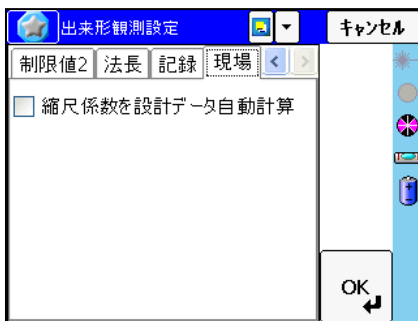 出来形観測設定
キャンセル
制限値2 法長 記録 現場
縮尺係数を設計データ自動計算
OK